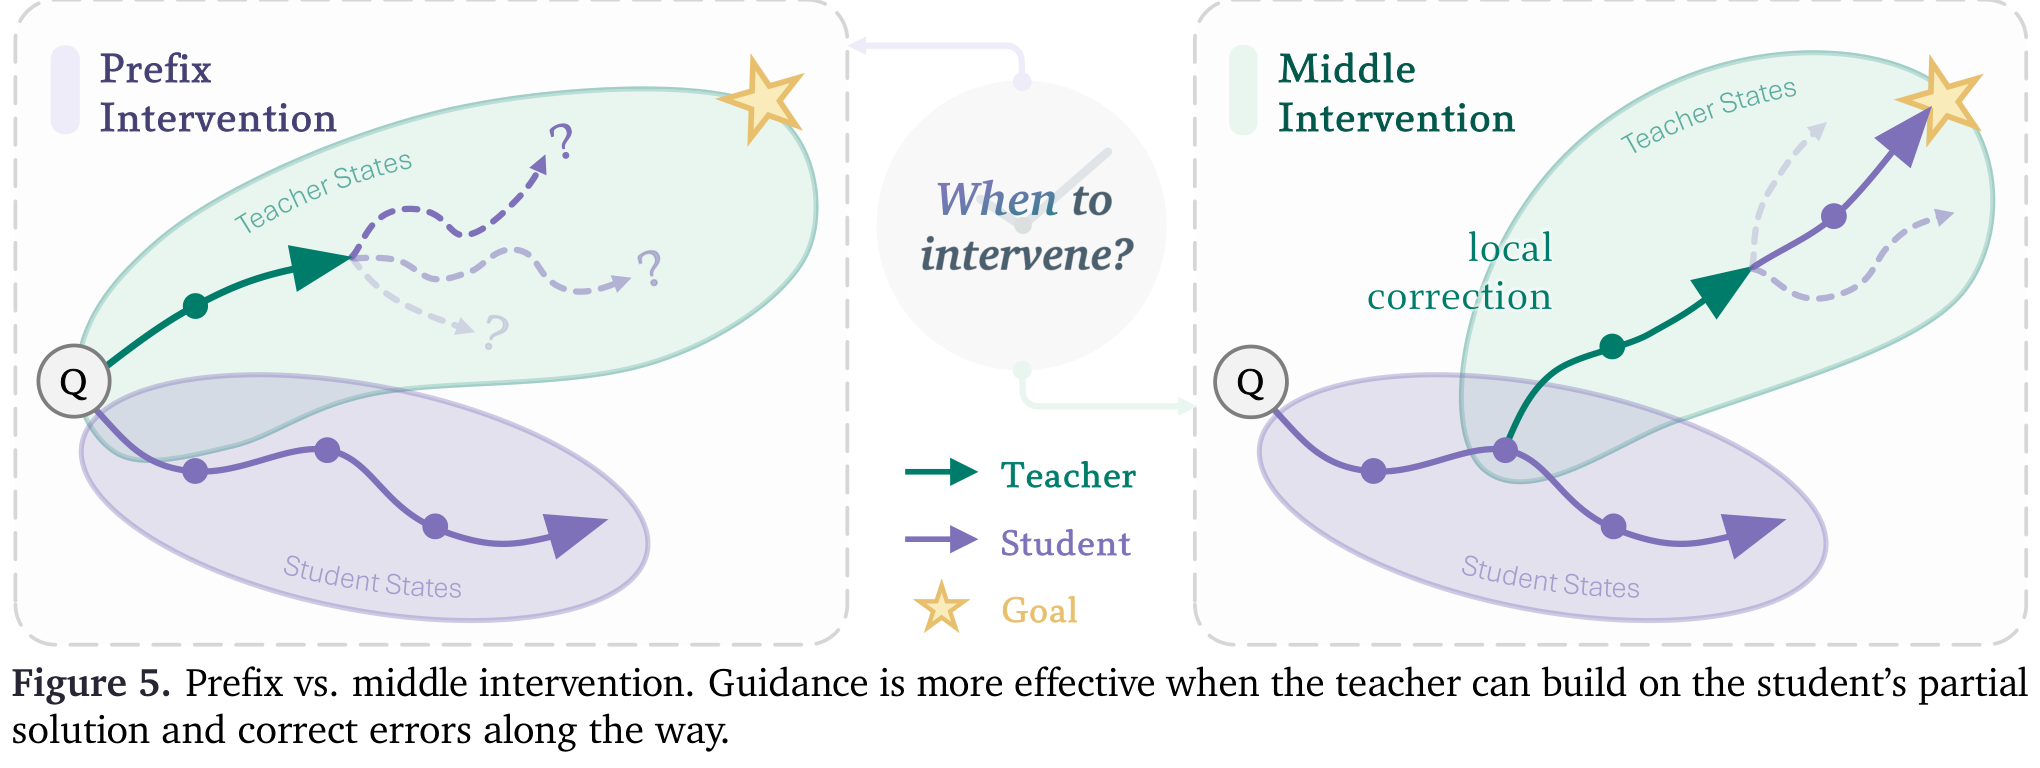 Prefix
Intervention
Teacher States
?
?
?
Q
Student States
When to
intervene?
Teacher
Student
Goal
Middle
Intervention
Teacher States
local
correction
Q
Student States
Figure 5. Prefix vs. middle intervention. Guidance is more effective when the teacher can build on the student’s partial
solution and correct errors along the way.